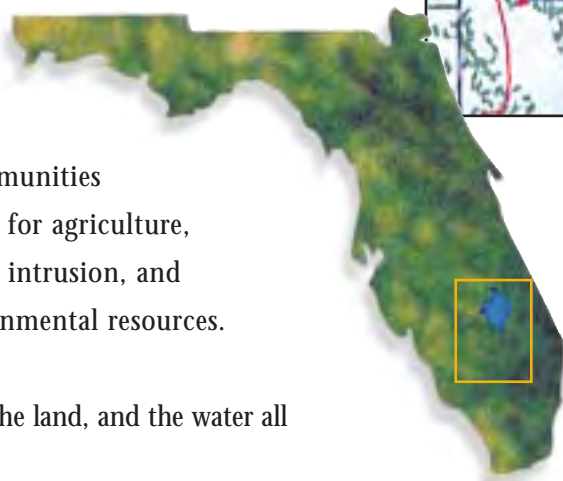 munities
for agriculture,
intrusion, and
nmental resources.
he land, and the water all